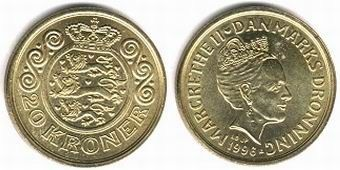 20 KRONER
MARGRETHE II · DANMARKS DRONNING
1996